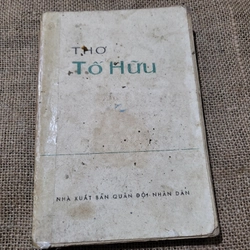 THƠ
Tố Hữu
NHÀ XUẤT BẢN QUÂN ĐỘI NHÂN DÂN